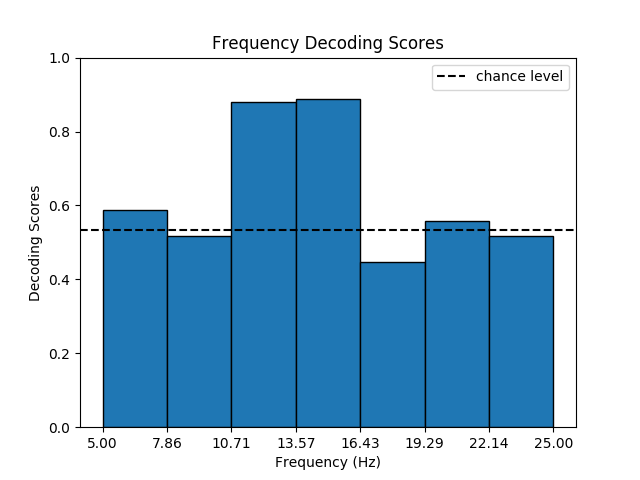 Frequency Decoding Scores
chance level
Decoding Scores
1.0
0.8
0.6
0.4
0.2
0.0
5.00 7.86 10.71 13.57 16.43 19.29 22.14 25.00
Frequency (Hz)